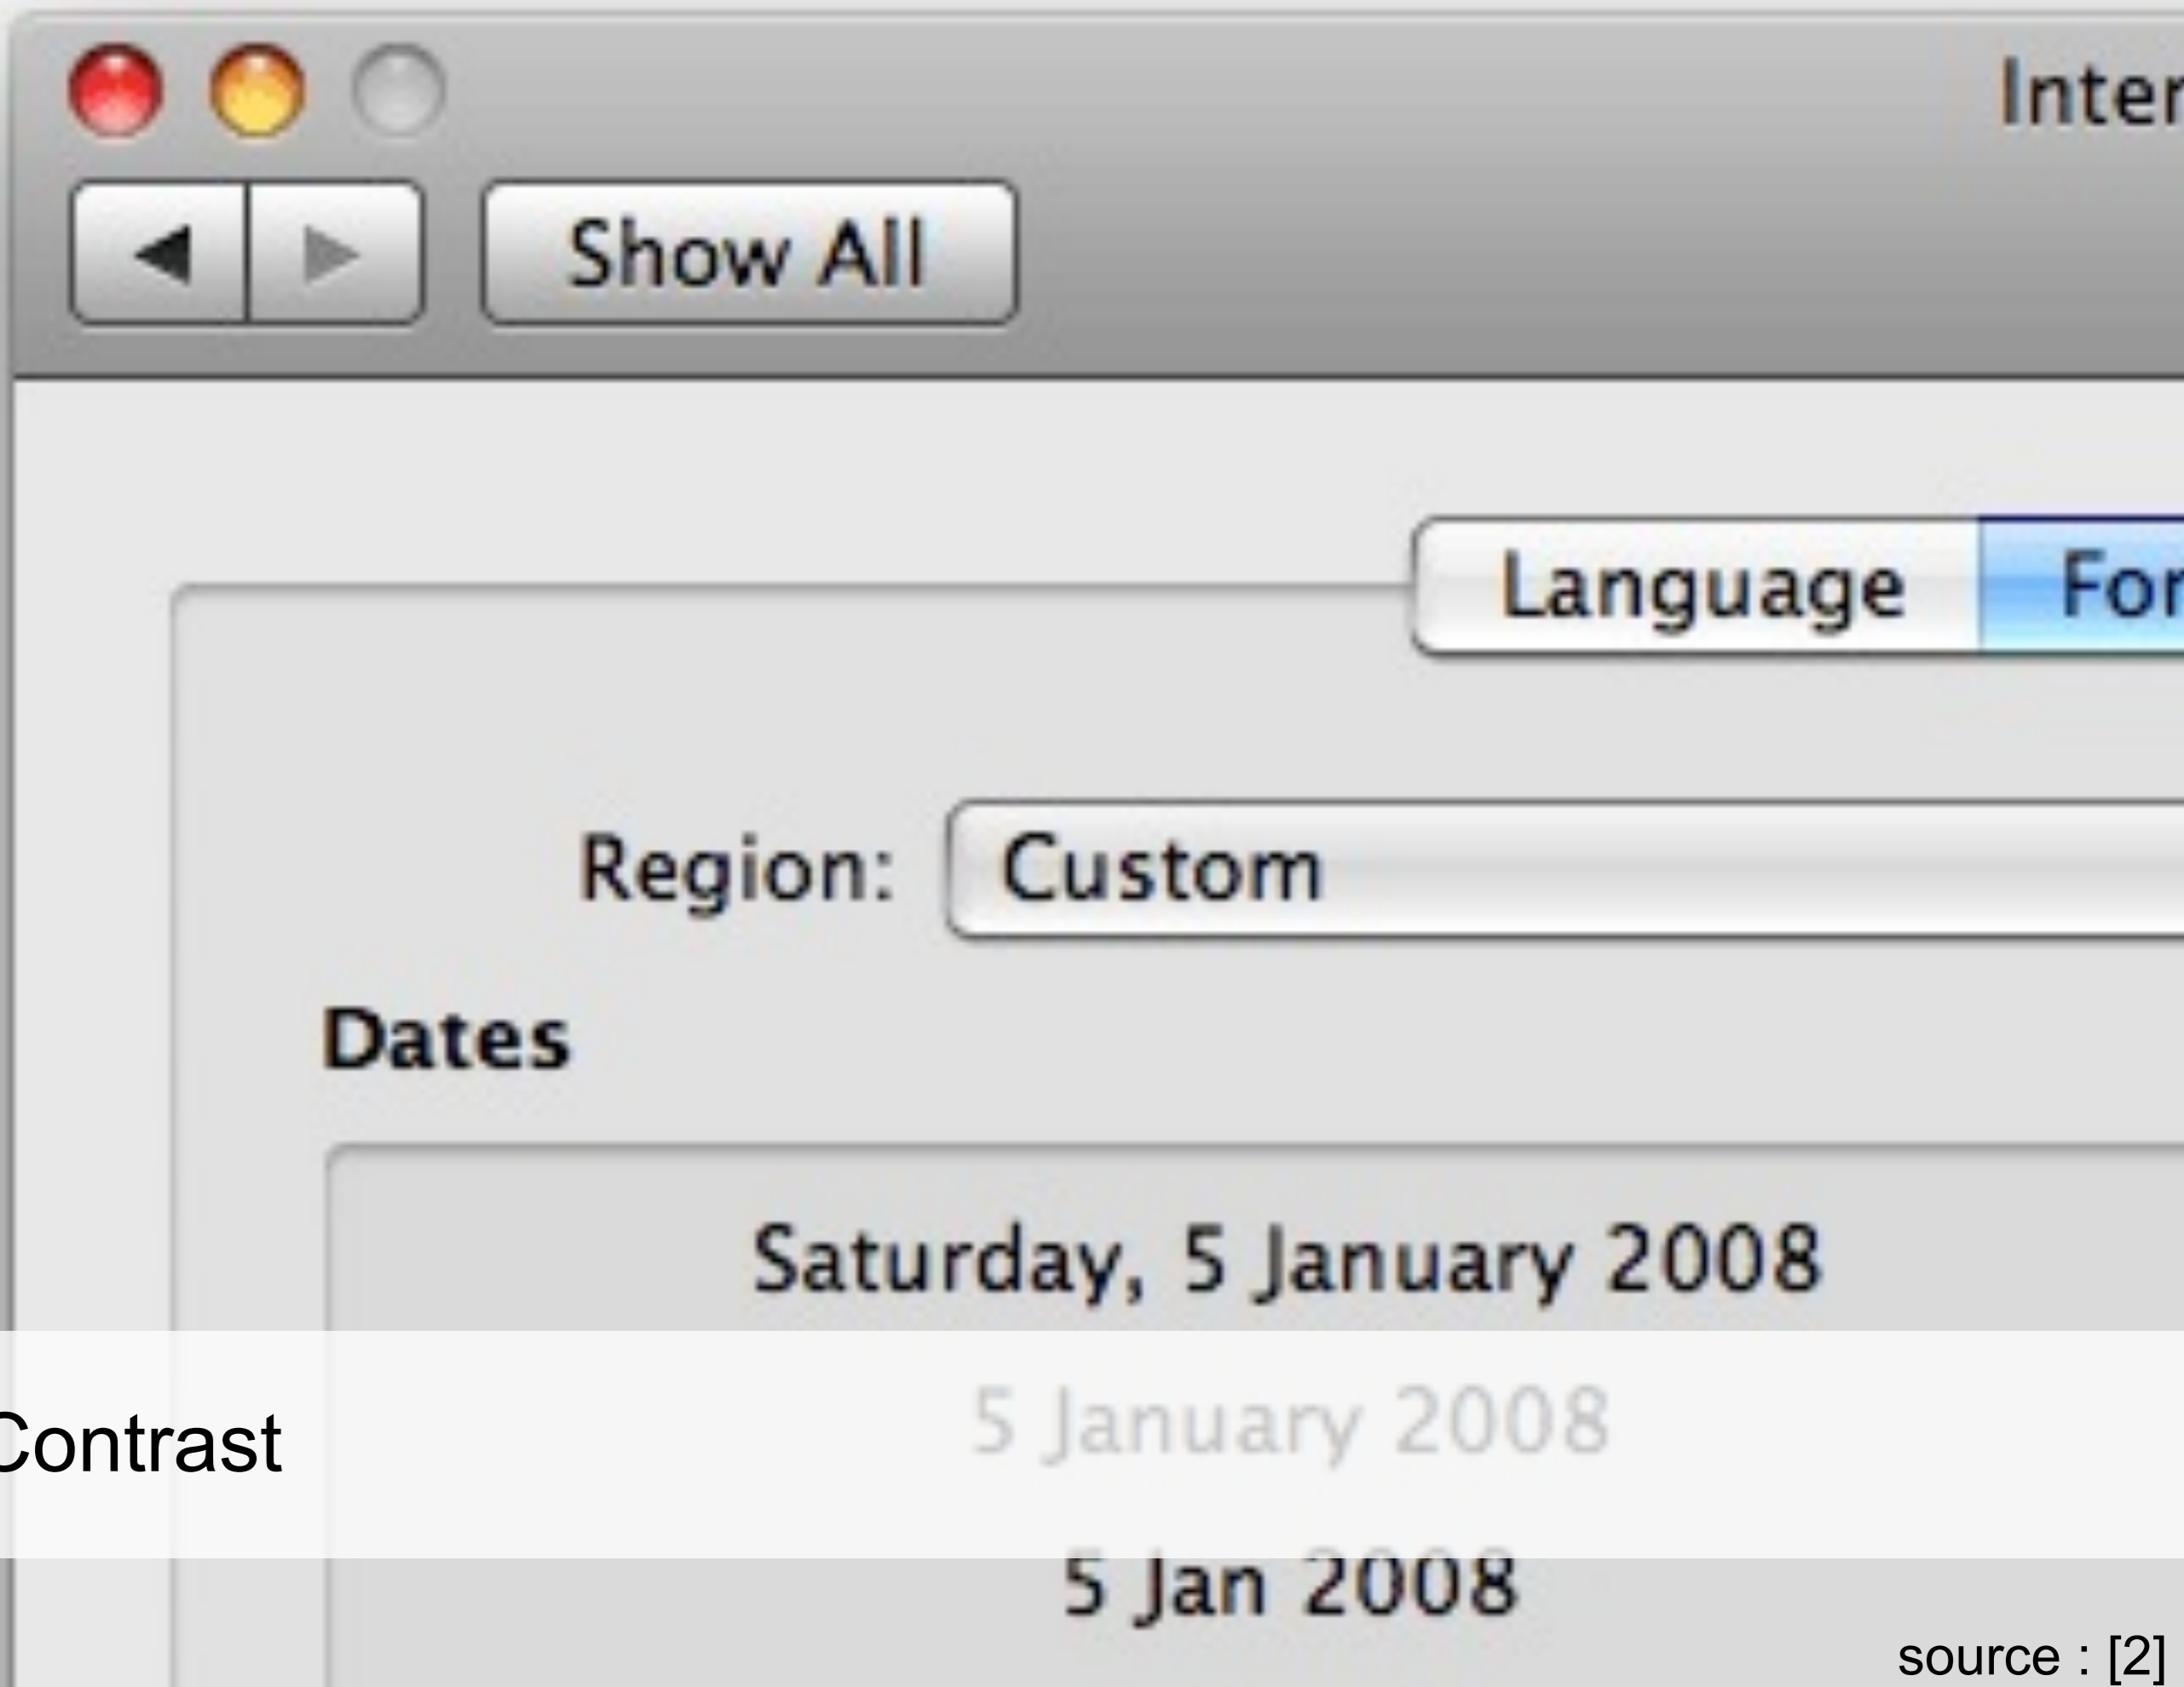 Inter
Show All
Language For
Region: Custom
Dates
Saturday, 5 January 2008
5 January 2008
Contrast
5 Jan 2008
source : [2]